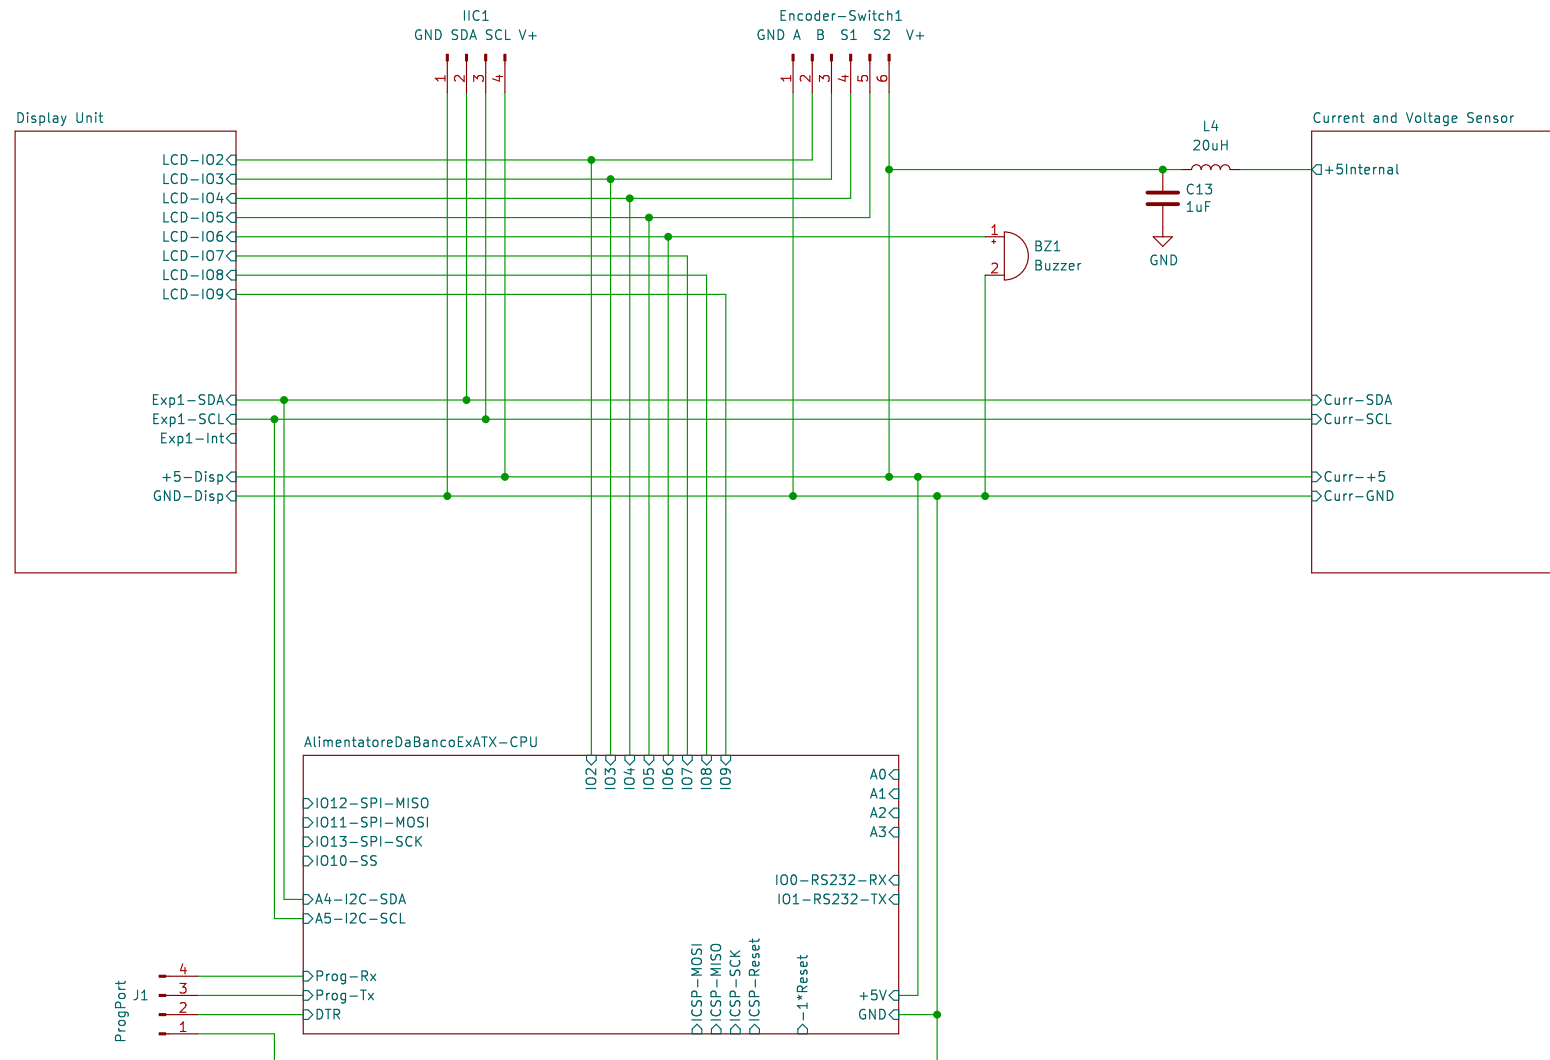 IIC1
GND SDA SCL V+
1
2
3
4
Encoder-Switch1
GND A B S1 S2 V+
1
2
3
4
5
6
Display Unit
LCD-IO2
LCD-IO3
LCD-IO4
LCD-IO5
LCD-IO6
LCD-IO7
LCD-IO8
LCD-IO9
Exp1-SDA
Exp1-SCL
Exp1-Int
+5-Disp
GND-Disp
L4
20uH
C13
1uF
GND
1
+
2
BZ1
Buzzer
Current and Voltage Sensor
+5Internal
Curr-SDA
Curr-SCL
Curr-+5
Curr-GND
AlimentatoreDaBancoExATX-CPU
IO2
IO3
IO4
IO5
IO6
IO7
IO8
IO9
IO12-SPI-MISO
IO11-SPI-MOSI
IO13-SPI-SCK
IO10-SS
A4-I2C-SDA
A5-I2C-SCL
Prog-Rx
Prog-Tx
DTR
A0
A1
A2
A3
IO0-RS232-RX
IO1-RS232-TX
+5V
GND
ICSP-MOSI
ICSP-MISO
ICSP-SCK
ICSP-Reset
-1*Reset
ProgPort
J1
4
3
2
1